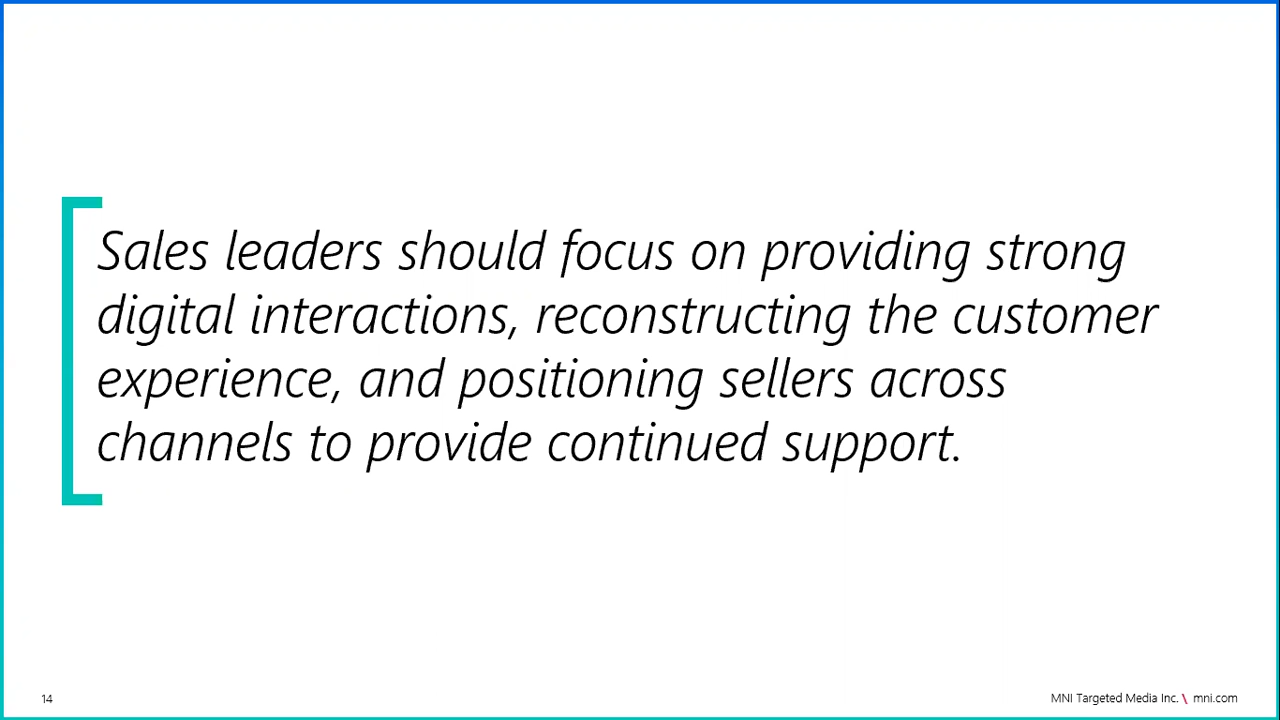 Sales leaders should focus on providing strong
digital interactions, reconstructing the customer
experience, and positioning sellers across
channels to provide continued support.
14
MNI Targeted Media Inc. \ mni.com